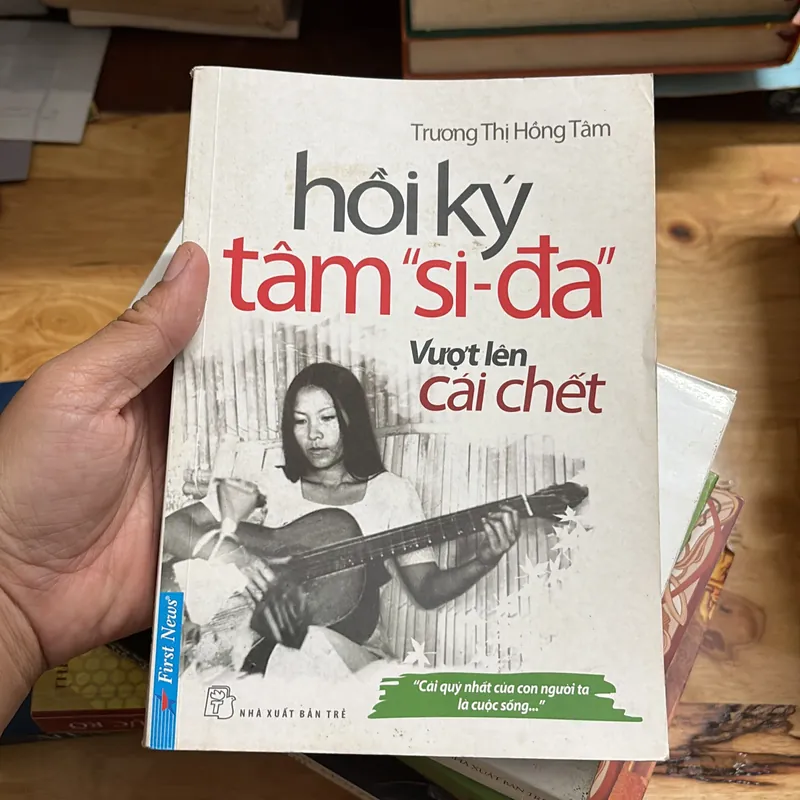 Trương Thị Hồng Tâm
hồi ký
tâm "si-đa"
Vượt lên
cái chết
First News®
NHÀ XUẤT BẢN TRẺ
"Cái quý nhất của con người ta
là cuộc sống..."